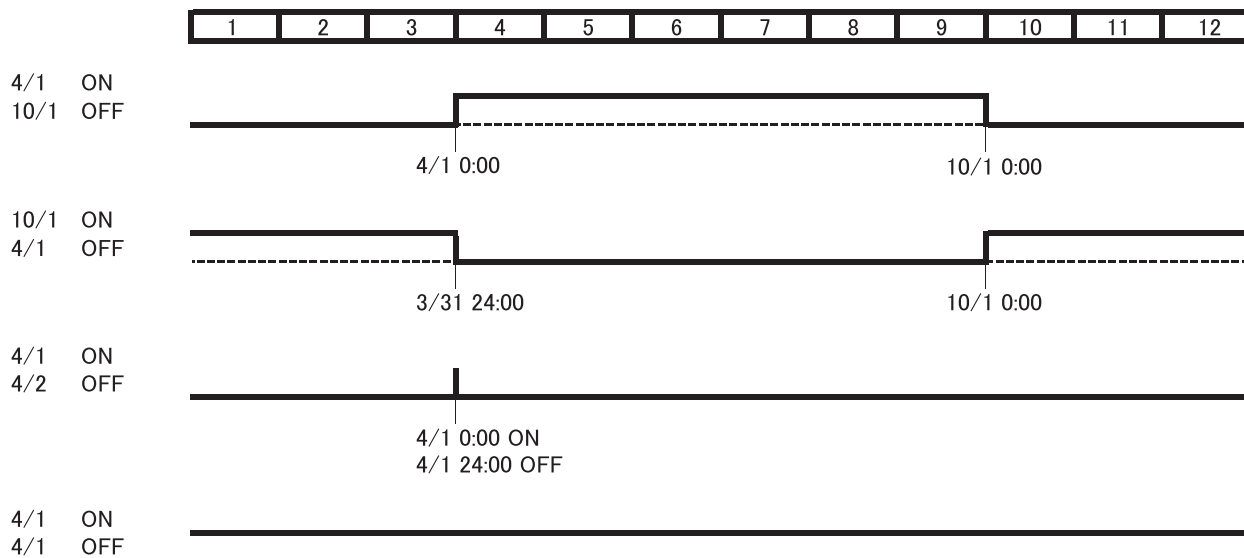 1 2 3 4 5 6 7 8 9 10 11 12
4/1 ON
10/1 OFF
4/1 0:00 10/1 0:00
10/1 ON
4/1 OFF
3/31 24:00 10/1 0:00
4/1 ON
4/2 OFF
4/1 0:00 ON
4/1 24:00 OFF
4/1 ON
4/1 OFF